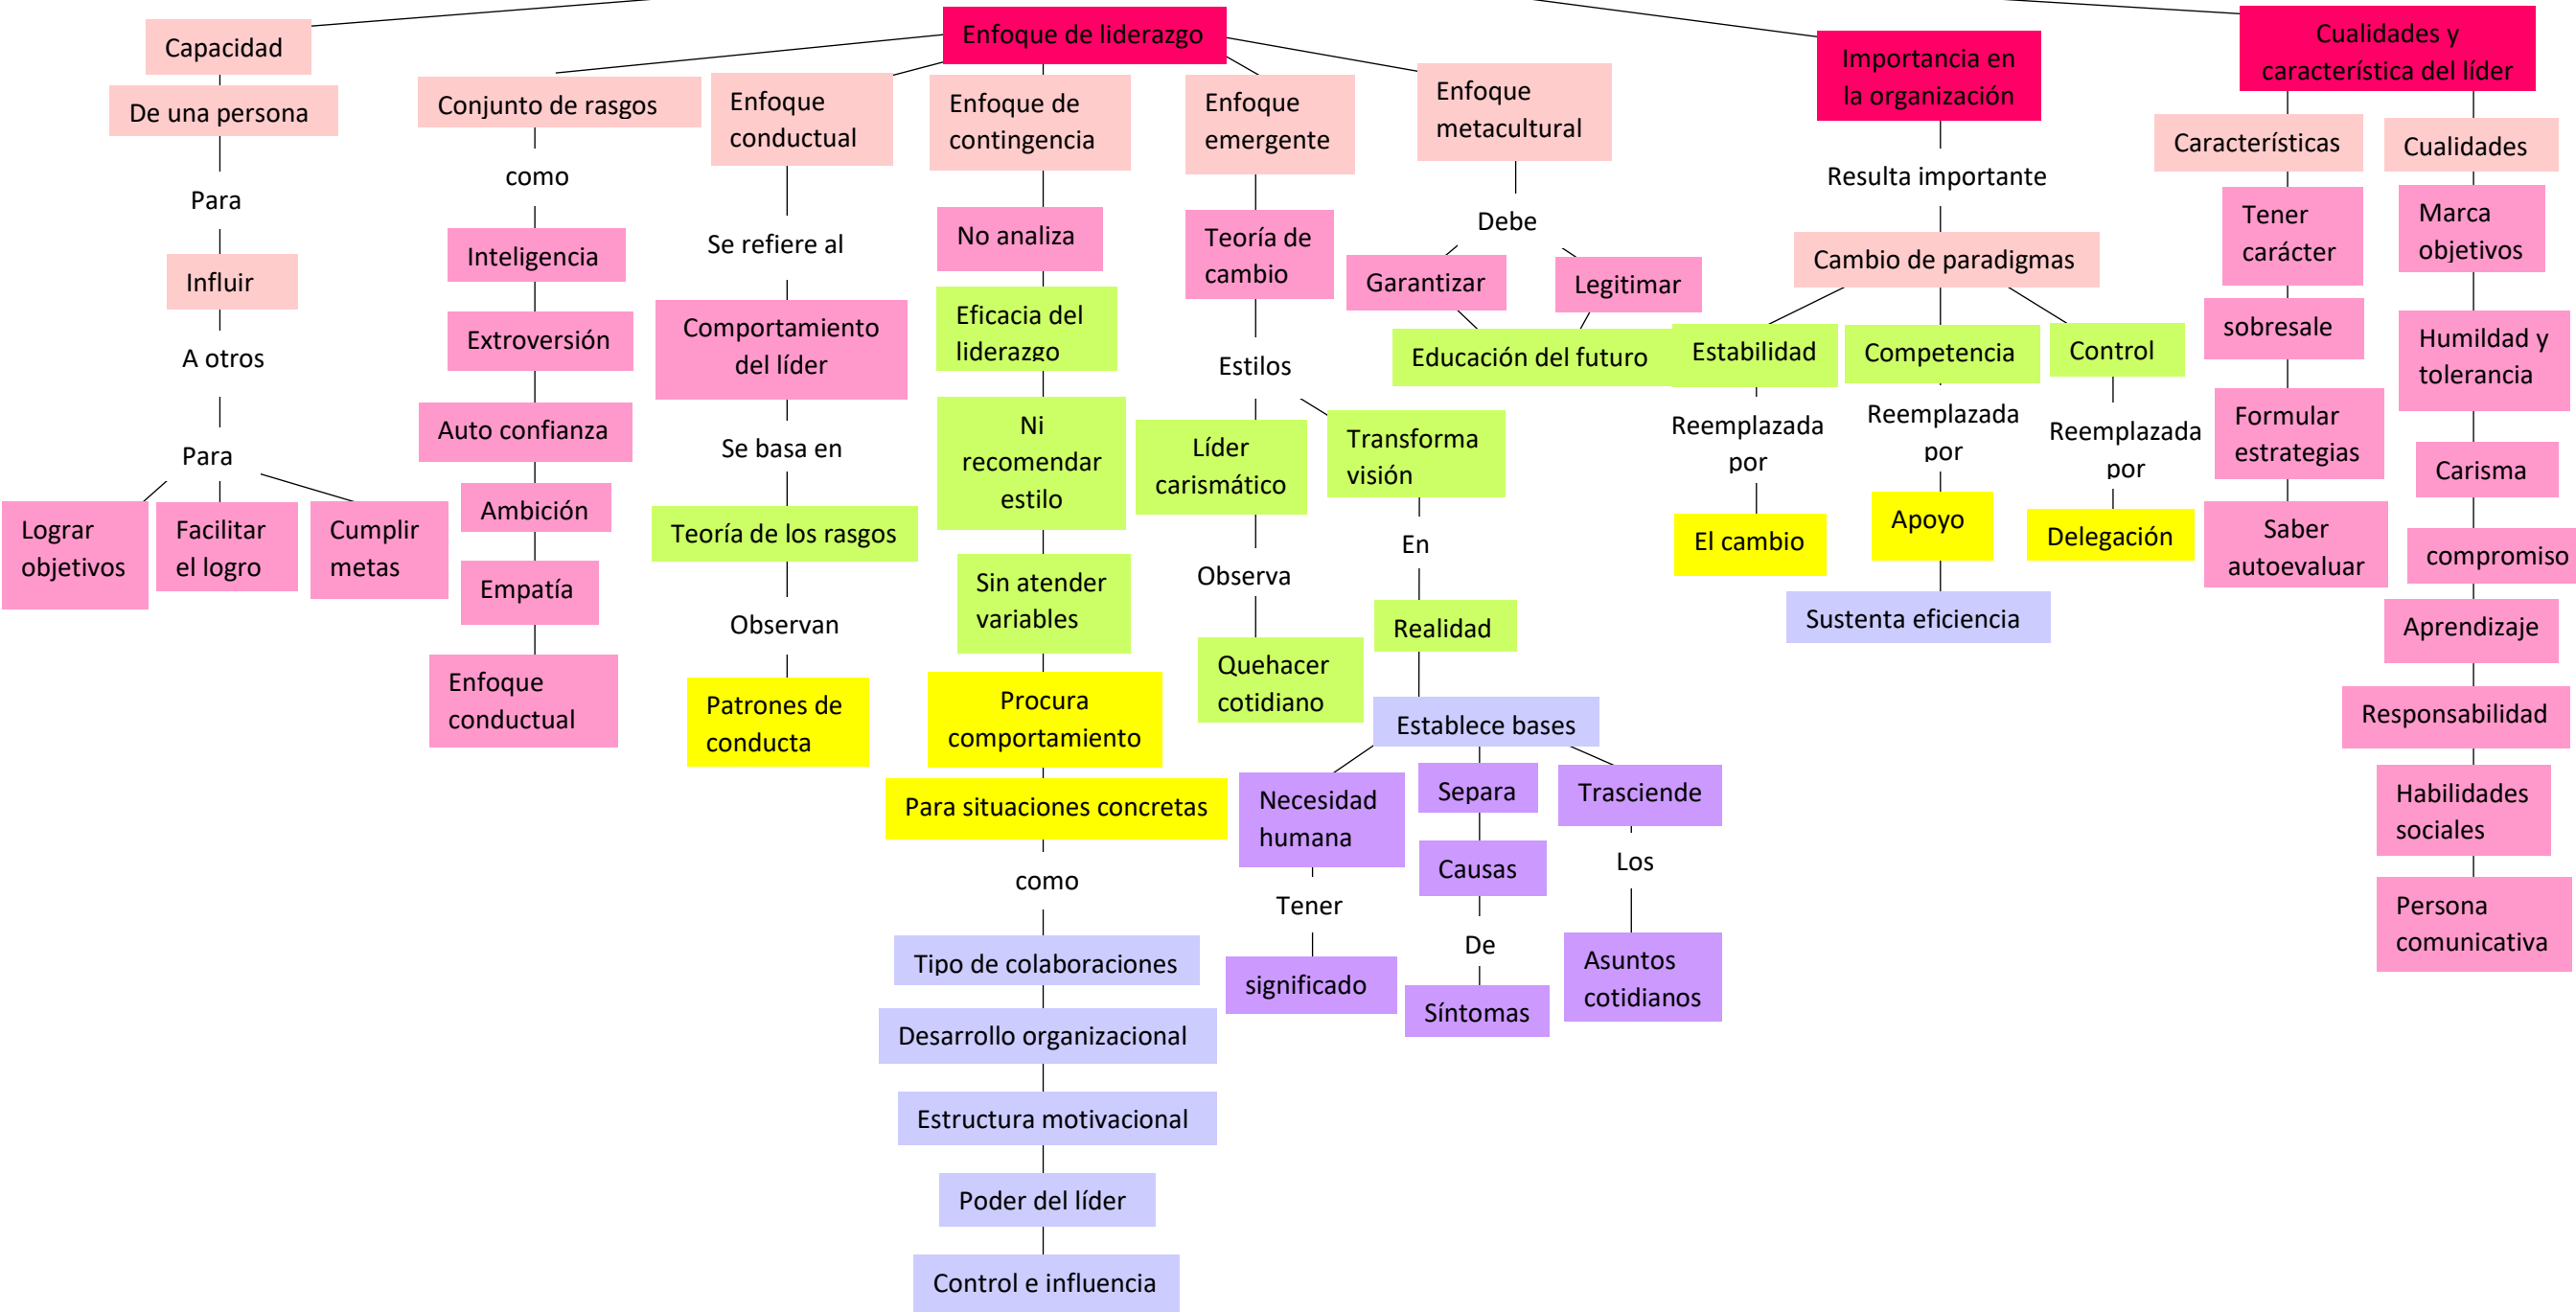 Capacidad
De una persona
Para
Influir
A otros
Para
Lograr
objetivos
Facilitar
el logro
Cumplir
metas
Enfoque de liderazgo
Conjunto de rasgos
como
Inteligencia
Extroversión
Auto confianza
Ambición
Empatía
Enfoque
conductual
Enfoque
conductual
Se refiere al
Comportamiento
del líder
Se basa en
Teoría de los rasgos
Observan
Patrones de
conducta
Enfoque de
contingencia
No analiza
Eficacia del
liderazgo
Ni
recomendar
estilo
Sin atender
variables
Procura
comportamiento
Para situaciones concretas
como
Tipo de colaboraciones
Desarrollo organizacional
Estructura motivacional
Poder del líder
Control e influencia
Enfoque
emergente
Teoría de
cambio
Estilos
Líder
carismático
Observa
Quehacer
cotidiano
Transforma
visión
En
Realidad
Establece bases
Necesidad
humana
Tener
significado
Separa
Causas
De
Síntomas
Trasciende
Los
Asuntos
cotidianos
Enfoque
metacultural
Debe
Garantizar
Legitimar
Educación del futuro
Importancia en
la organización
Resulta importante
Cambio de paradigmas
Estabilidad
Reemplazada
por
El cambio
Competencia
Reemplazada
por
Apoyo
Sustenta eficiencia
Control
Reemplazada
por
Delegación
Cualidades y
característica del líder
Características
Tener
carácter
sobresale
Formular
estrategias
Saber
autoevaluar
Cualidades
Marca
objetivos
Humildad y
tolerancia
Carisma
compromiso
Aprendizaje
Responsabilidad
Habilidades
sociales
Persona
comunicativa